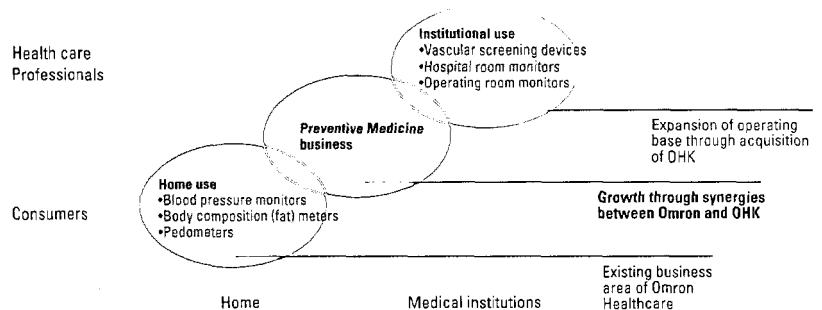 Health care
Professionals
Institutional use
•Vascular screening devices
•Hospital room monitors
•Operating room monitors
Preventive Medicine
business
Expansion of operating
base through acquisition
of OHK
Home use
•Blood pressure monitors
•Body composition (fat) meters
•Pedometers
Consumers
Growth through synergies
between Omron and OHK
Existing business
area of Omron
Healthcare
Home
Medical institutions